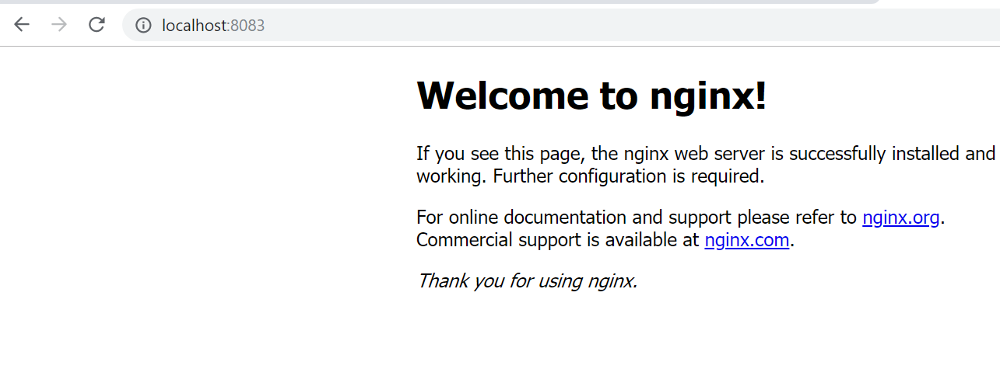 localhost:8083
Welcome to nginx!
If you see this page, the nginx web server is successfully installed and
working. Further configuration is required.
For online documentation and support please refer to nginx.org.
Commercial support is available at nginx.com.
Thank you for using nginx.